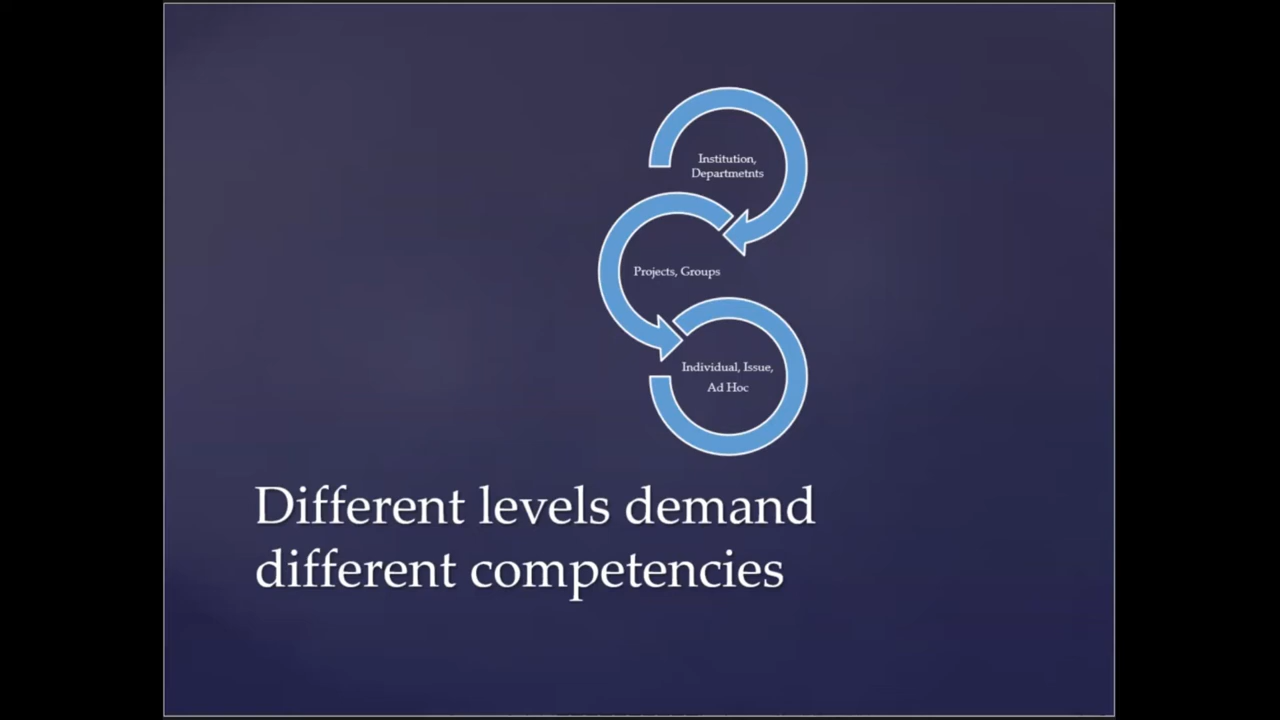 Institution,
Departmetnts
Projects, Groups
Individual, Issue,
Ad Hoc
Different levels demand
different competencies